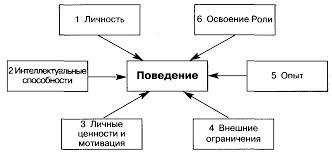 1 Личность
6 Освоение Роли
2 Интеллектуальные
способности
Поведение
5 Опыт
3 Личные
ценности и
мотивация
4 Внешние
ограничения